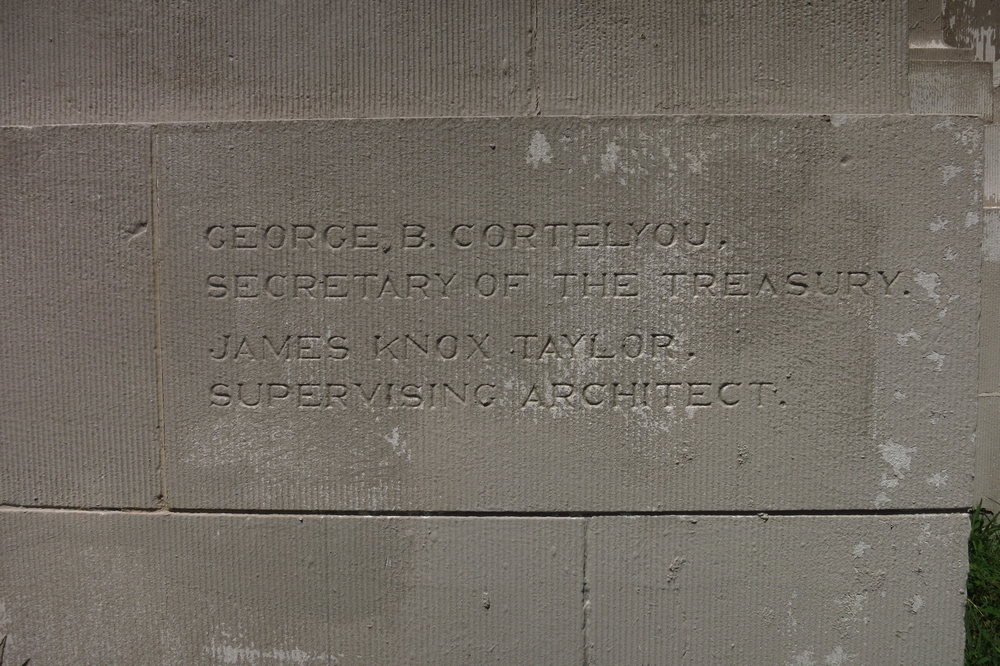 GEORGE, B. CORTELYOU,
SECRETARY OF THE TREASURY.
JAMES KNOX TAYLOR.
SUPERVISING ARCHITECT.